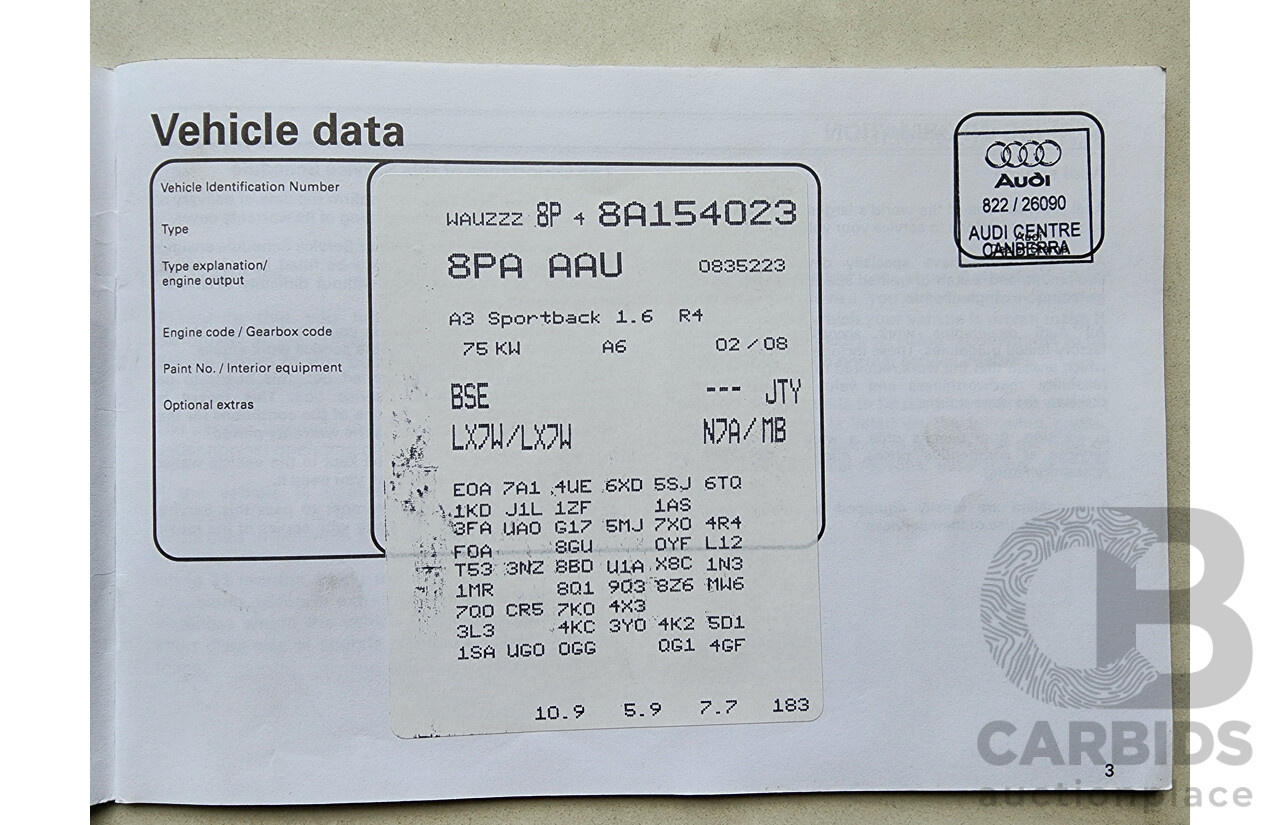 Vehicle data
Audi
822 / 26090
AUDI CENTRE
CANBERRA
Vehicle Identification Number
Type
Type explanation/
engine output
Engine code / Gearbox code
Paint No. / Interior equipment
Optional extras
WAUZZZ 8P 4 8A154023
8PA AAU 0835223
A3 Sportback 1.6 R4
75 KW A6 02/08
BSE --- JTY
LX7W/LX7W N7A/MB
E0A 7A1 4UE 6XD 5SJ 6TQ
1KD J1L 1ZF 1AS
3FA UA0 G17 5MJ 7X0 4R4
F0A 8GU 0YF L12
T53 3NZ 8BD U1A X8C 1N3
1MR 8Q1 9Q3 8Z6 MW6
7Q0 CR5 7K0 4X3
3L3 4KC 3Y0 4K2 5D1
1SA UG0 0GG QG1 4GF
10.9 5.9 7.7 183
3
CARBIDS
auctionplace